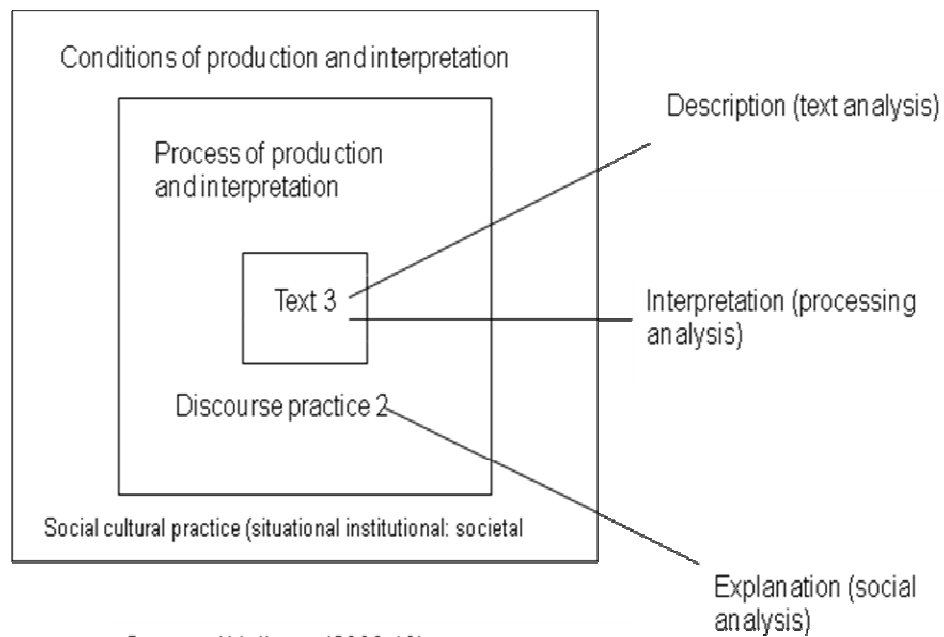 Conditions of production and interpretation
Description (text analysis)
Process of production
and interpretation
Text 3
Interpretation (processing
analysis)
Discourse practice 2
Social cultural practice (situational institutional: societal
Explanation (social
analysis)